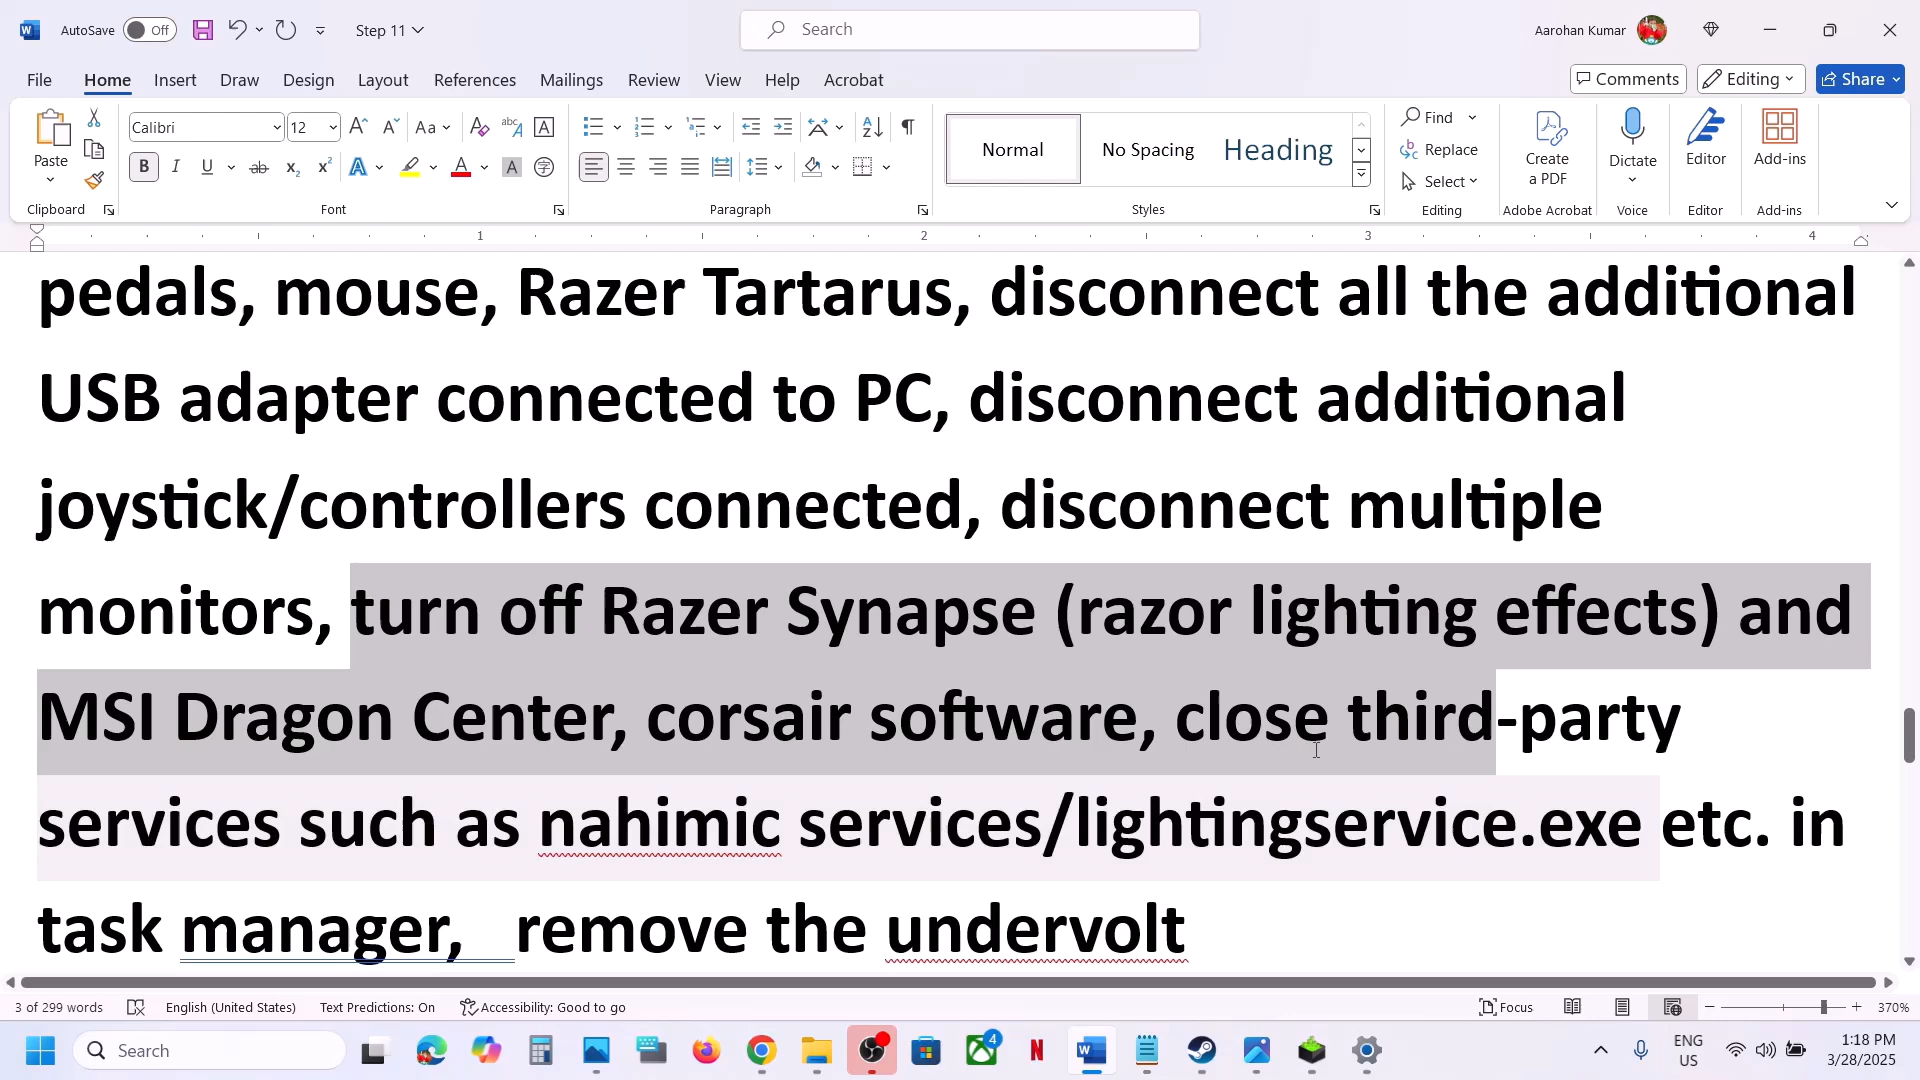 AutoSave Off Step 11 Search Aarohan Kumar
File Home Insert Draw Design Layout References Mailings Review View Help Acrobat Comments Editing Share
Paste Calibri 12 Normal No Spacing Heading Find Replace Select Create a PDF Dictate Editor Add-ins
Clipboard Font Paragraph Styles Editing Adobe Acrobat Voice Editor Add-ins
1 2 3 4
pedals, mouse, Razer Tartarus, disconnect all the additional
USB adapter connected to PC, disconnect additional
joystick/controllers connected, disconnect multiple
monitors, turn off Razer Synapse (razor lighting effects) and
MSI Dragon Center, corsair software, close third-party
services such as nahimic services/lightingservice.exe etc. in
task manager,   remove the undervolt
3 of 299 words English (United States) Text Predictions: On Accessibility: Good to go Focus 370%
Search 4 ENG US 1:18 PM 3/28/2025